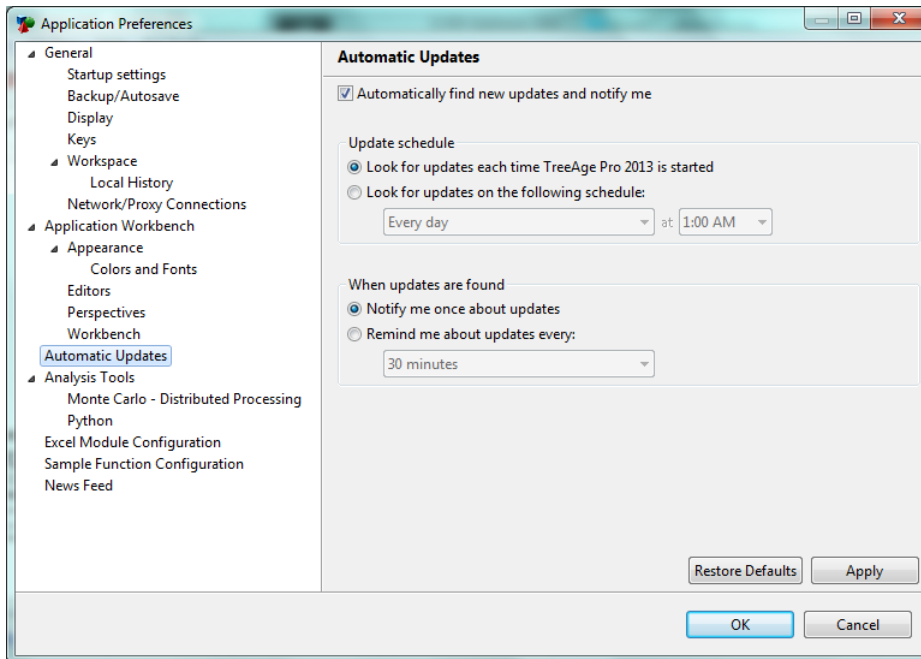 Application Preferences
General
Startup settings
Backup/Autosave
Display
Keys
Workspace
Local History
Network/Proxy Connections
Application Workbench
Appearance
Colors and Fonts
Editors
Perspectives
Workbench
Automatic Updates
Analysis Tools
Monte Carlo - Distributed Processing
Python
Excel Module Configuration
Sample Function Configuration
News Feed
Automatic Updates
Automatically find new updates and notify me
Update schedule
Look for updates each time TreeAge Pro 2013 is started
Look for updates on the following schedule:
Every day at 1:00 AM
When updates are found
Notify me once about updates
Remind me about updates every:
30 minutes
Restore Defaults Apply
OK Cancel